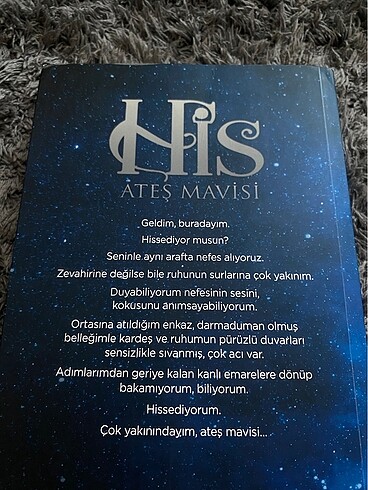 HİS
ATEŞ MAVİSİ
Geldim, buradayım.
Hissediyor musun?
Seninle aynı arafta nefes alıyoruz.
Zevahirine değilse bile ruhunun surlarına çok yakınım.
Duyabiliyorum nefesinin sesini,
kokusunu anımsayabiliyorum.
Ortasına atıldığım enkaz, darmaduman olmuş
belleğimle kardeş ve ruhumun pürüzlü duvarları
sensizlikle sıvanmış, çok acı var.
Adımlarımdan geriye kalan kanlı emarelere dönüp
bakamıyorum, biliyorum.
Hissediyorum.
Çok yakınındayım, ateş mavisi...